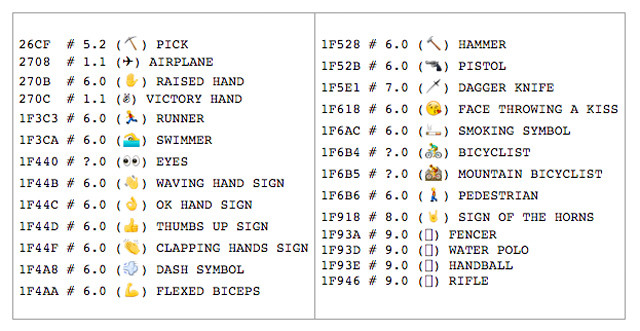 26CF # 5.2 (⛏) PICK
2708 # 1.1 (✈) AIRPLANE
270B # 6.0 (✋) RAISED HAND
270C # 1.1 (✌) VICTORY HAND
1F3C3 # 6.0 (🏃) RUNNER
1F3CA # 6.0 (🏊) SWIMMER
1F440 # ?.0 (👀) EYES
1F44B # 6.0 (👋) WAVING HAND SIGN
1F44C # 6.0 (👌) OK HAND SIGN
1F44D # 6.0 (👍) THUMBS UP SIGN
1F44F # 6.0 (👏) CLAPPING HANDS SIGN
1F4A8 # 6.0 (💨) DASH SYMBOL
1F4AA # 6.0 (💪) FLEXED BICEPS
1F528 # 6.0 (🔨) HAMMER
1F52B # 6.0 (🔫) PISTOL
1F5E1 # 7.0 (🗡) DAGGER KNIFE
1F618 # 6.0 (😘) FACE THROWING A KISS
1F6AC # 6.0 (🚬) SMOKING SYMBOL
1F6B4 # ?.0 (🚴) BICYCLIST
1F6B5 # ?.0 (🚵) MOUNTAIN BICYCLIST
1F6B6 # 6.0 (🚶) PEDESTRIAN
1F918 # 8.0 (🤘) SIGN OF THE HORNS
1F93A # 9.0 (▯) FENCER
1F93D # 9.0 (▯) WATER POLO
1F93E # 9.0 (▯) HANDBALL
1F946 # 9.0 (▯) RIFLE